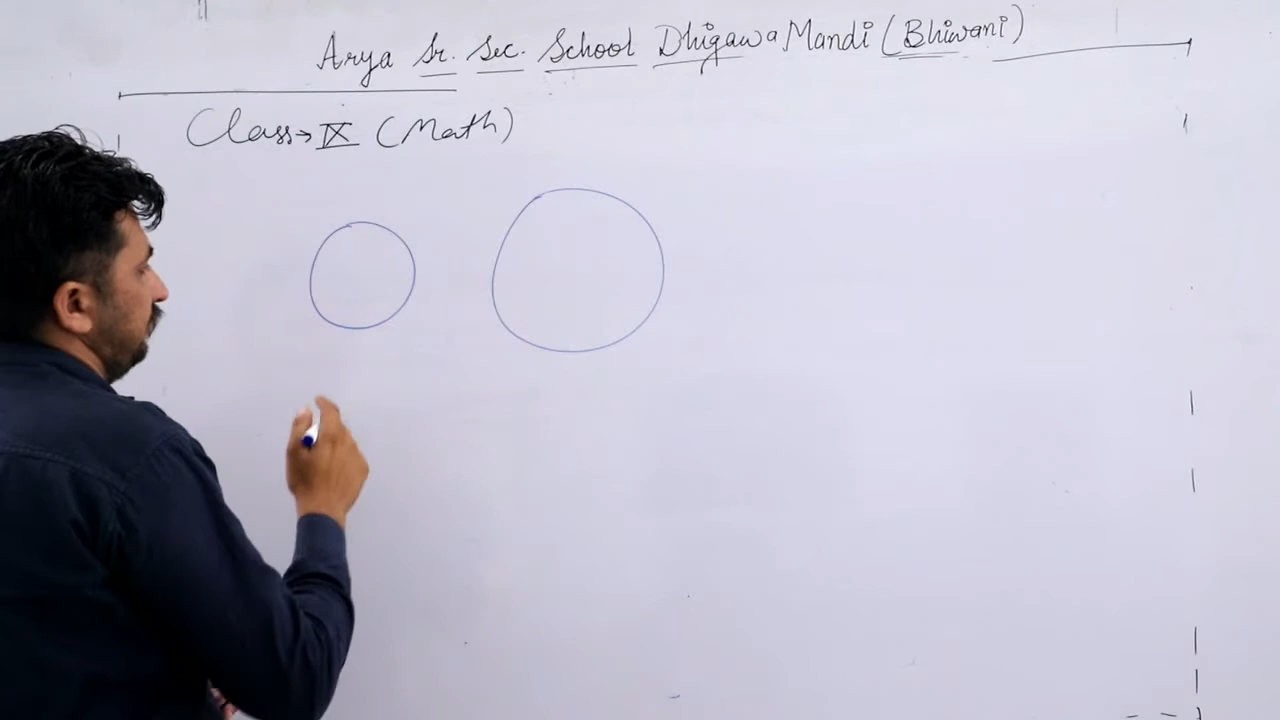 Arya Sr. Sec. School Dhigawa Mandi (Bhiwani)
Class→ IX (Math)